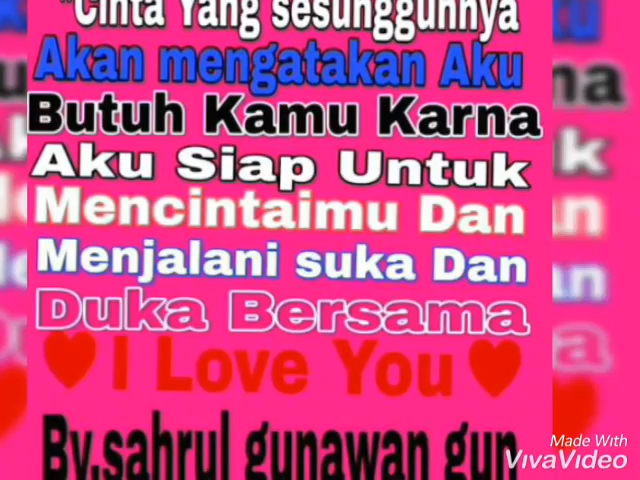 "Cinta Yang sesungguhnya
Akan mengatakan Aku
Butuh Kamu Karna
Aku Siap Untuk
Mencintaimu Dan
Menjalani suka Dan
Duka Bersama
♥I Love You♥
By.sahrul gunawan gun
Made With
VivaVideo